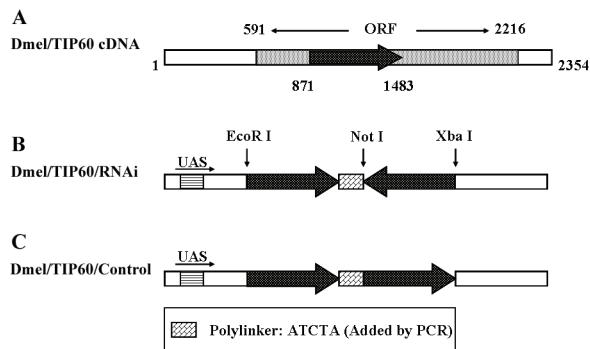 A
Dmel/TIP60 cDNA
591 ORF 2216
1 2354
871 1483
B
EcoR I Not I Xba I
Dmel/TIP60/RNAi
UAS
C
Dmel/TIP60/Control
UAS
Polylinker: ATCTA (Added by PCR)